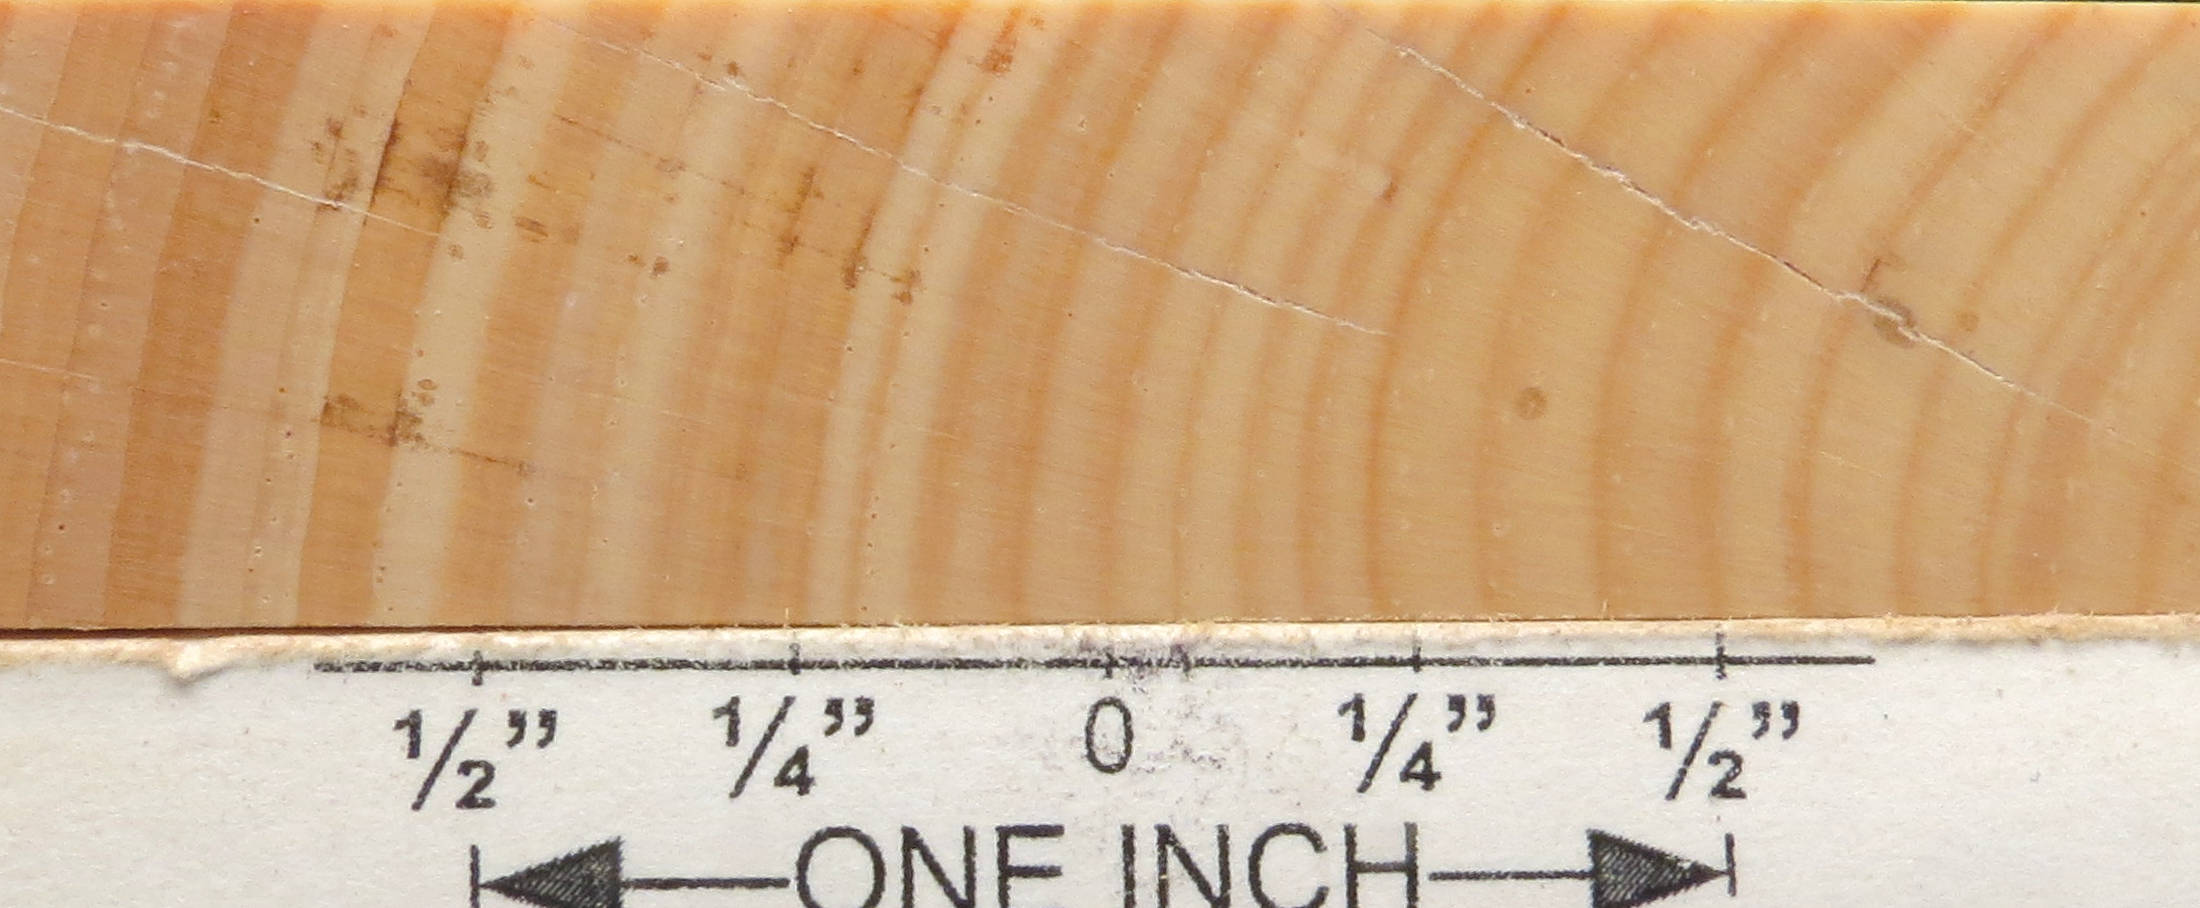 1/2” 1/4” 0 1/4” 1/2”
ONE INCH